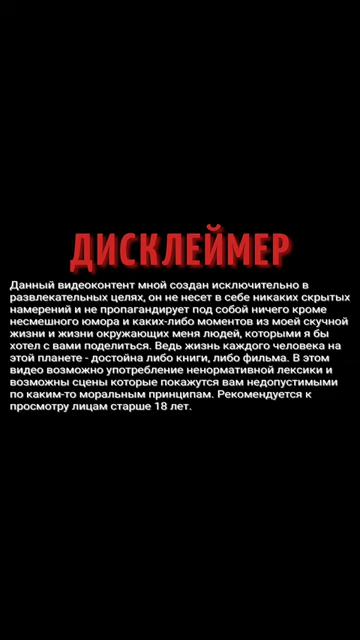 ДИСКЛЕЙМЕР
Данный видеоконтент мной создан исключительно в
развлекательных целях, он не несет в себе никаких скрытых
намерений и не пропагандирует под собой ничего кроме
несмешного юмора и каких-либо моментов из моей скучной
жизни и жизни окружающих меня людей, которыми я бы
хотел с вами поделиться. Ведь жизнь каждого человека на
этой планете - достойна либо книги, либо фильма. В этом
видео возможно употребление ненормативной лексики и
возможны сцены которые покажутся вам недопустимыми
по каким-то моральным принципам. Рекомендуется к
просмотру лицам старше 18 лет.